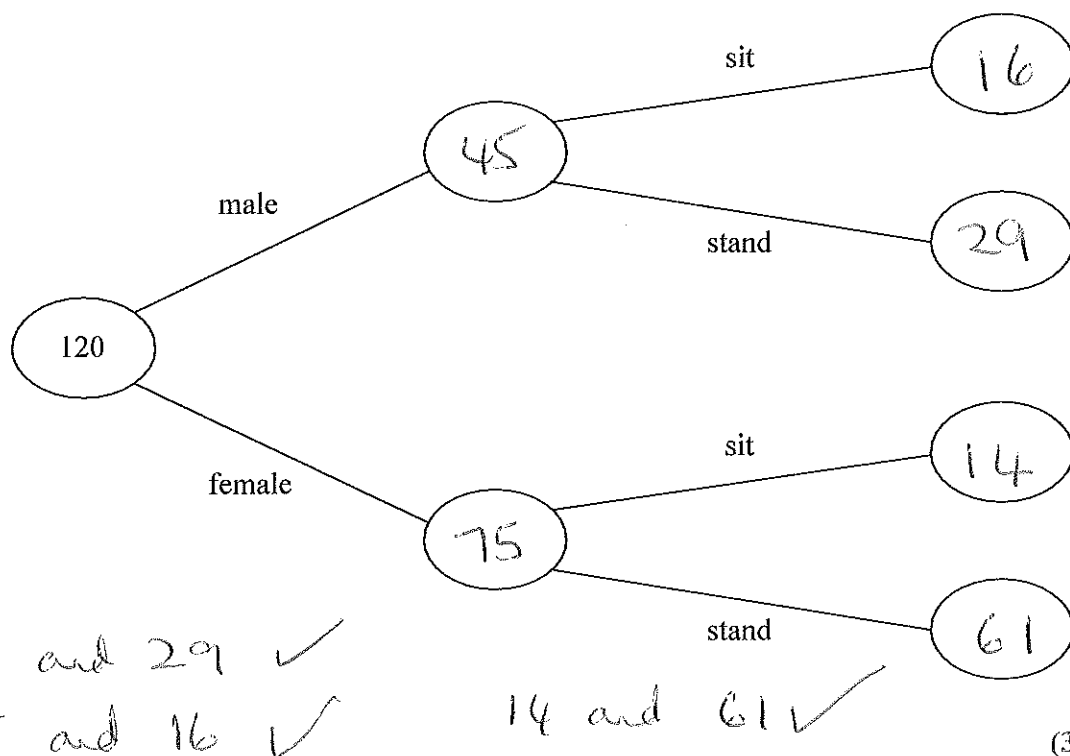 sit
16
45
male
stand
29
120
sit
14
female
75
stand
61
and 29 ✓
and 16 ✓
14 and 61 ✓
(3